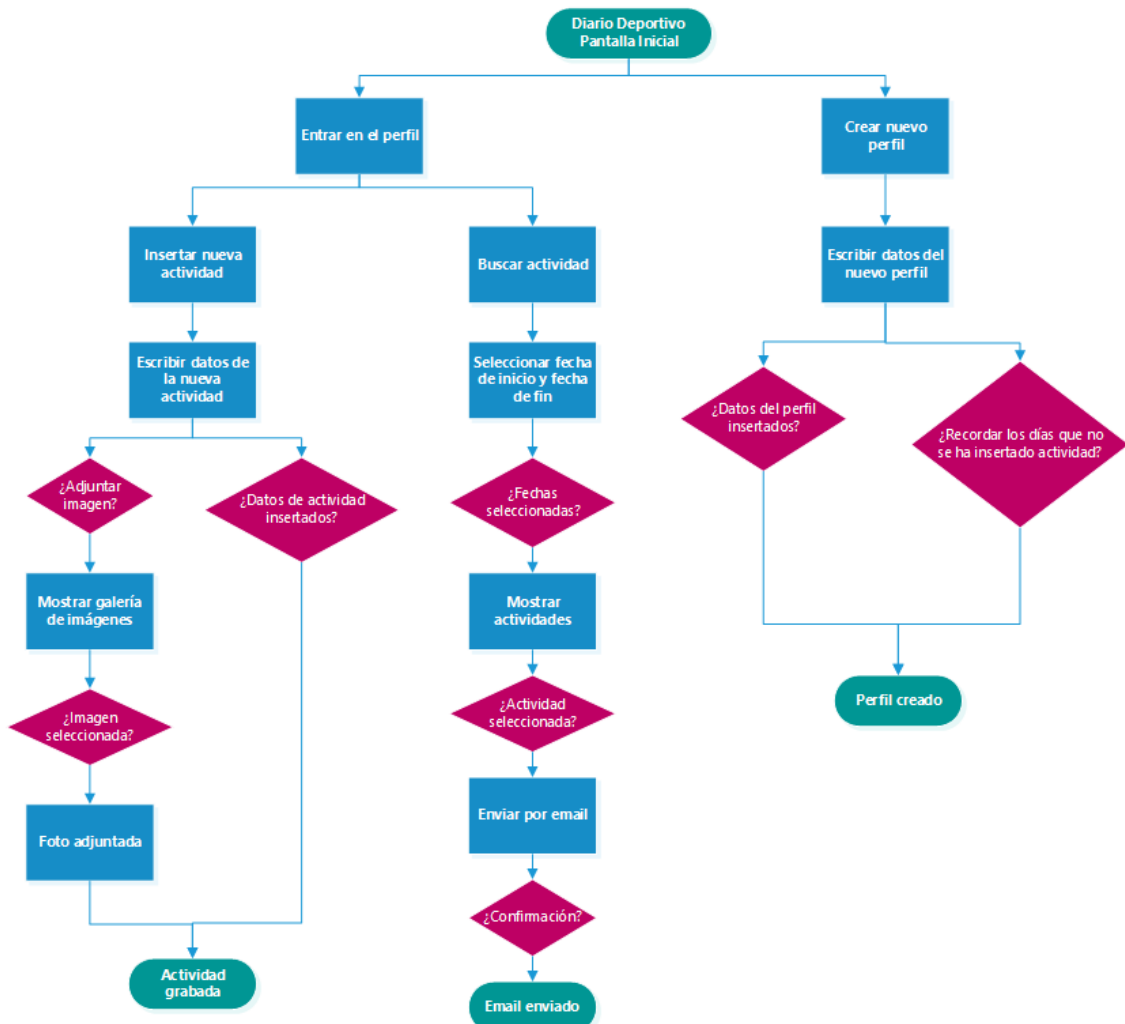 Diario Deportivo
Pantalla Inicial
Entrar en el perfil
Crear nuevo
perfil
Insertar nueva
actividad
Buscar actividad
Escribir datos del
nuevo perfil
Escribir datos de
la nueva
actividad
Seleccionar fecha
de inicio y fecha
de fin
¿Datos del perfil
insertados?
¿Recordar los días que no
se ha insertado actividad?
¿Adjuntar
imagen?
¿Datos de actividad
insertados?
¿Fechas
seleccionadas?
Mostrar galería
de imágenes
Mostrar
actividades
¿Imagen
seleccionada?
¿Actividad
seleccionada?
Perfil creado
Foto adjuntada
Enviar por email
¿Confirmación?
Actividad
grabada
Email enviado